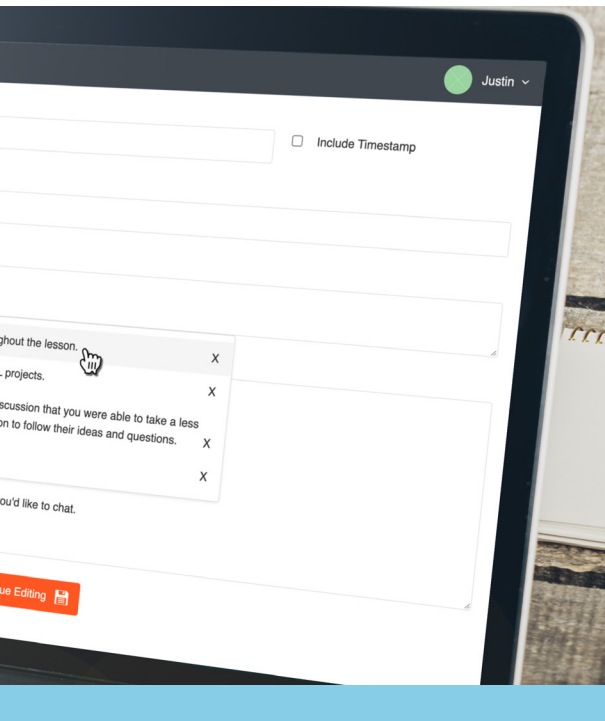 Justin
Include Timestamp
ghout the lesson.
X
projects.
X
scussion that you were able to take a less
on to follow their ideas and questions.
X
X
ou'd like to chat.
ue Editing